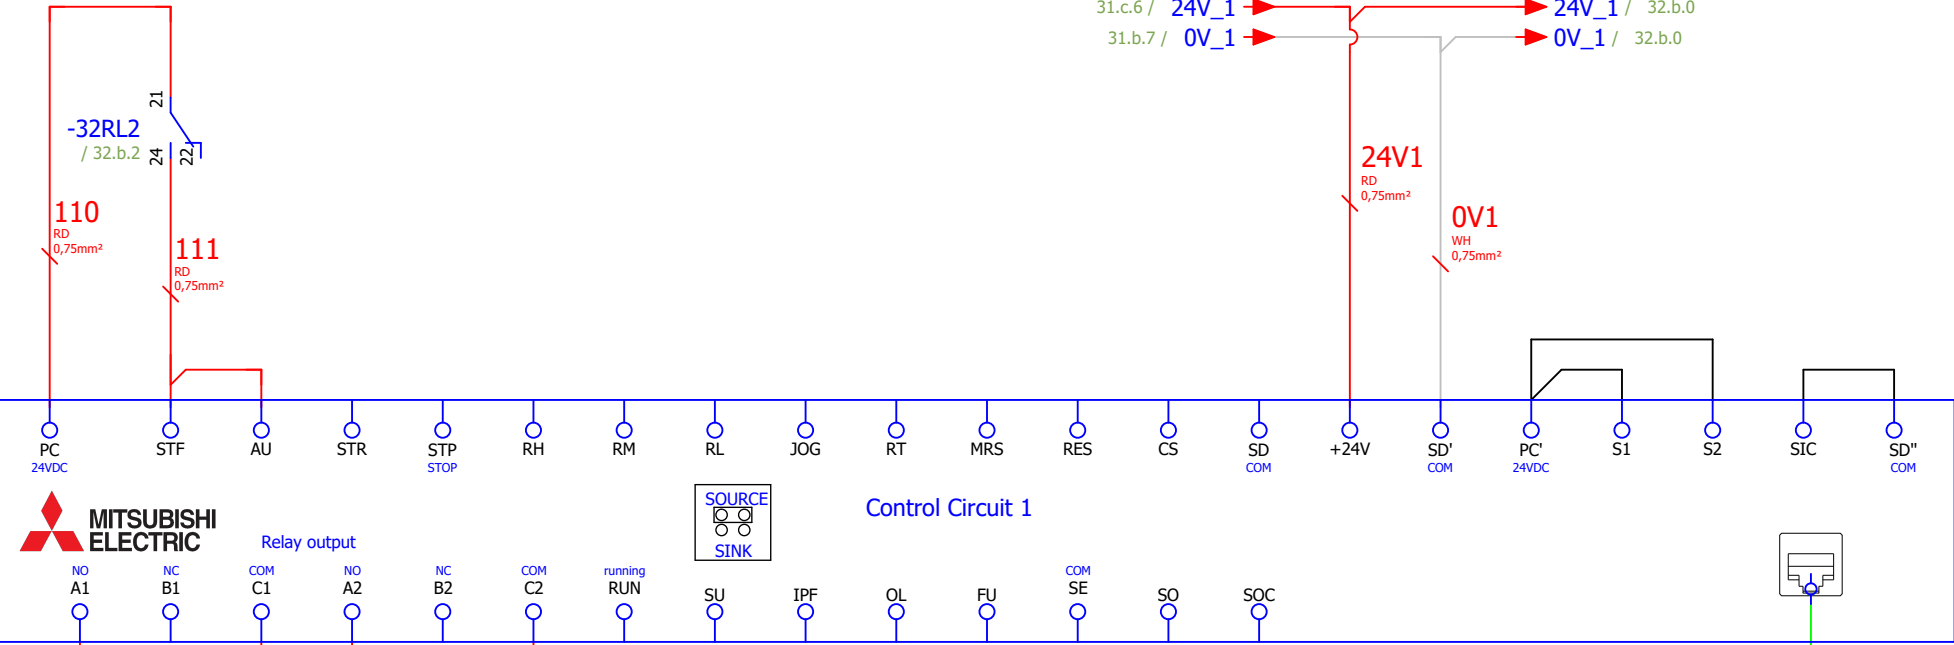 31.c.6 / 24V_1
24V_1 / 32.b.0
31.b.7 / 0V_1
0V_1 / 32.b.0
21
-32RL2
/ 32.b.2
24
22
110
RD
0,75mm²
111
RD
0,75mm²
24V1
RD
0,75mm²
0V1
WH
0,75mm²
PC STF AU STR STP RH RM RL JOG RT MRS RES CS SD +24V SD' PC' S1 S2 SIC SD"
24VDC STOP COM COM 24VDC COM
SOURCE
SINK
Control Circuit 1
MITSUBISHI
ELECTRIC
Relay output
NO NC COM NO NC COM running COM
A1 B1 C1 A2 B2 C2 RUN SU IPF OL FU SE SO SOC